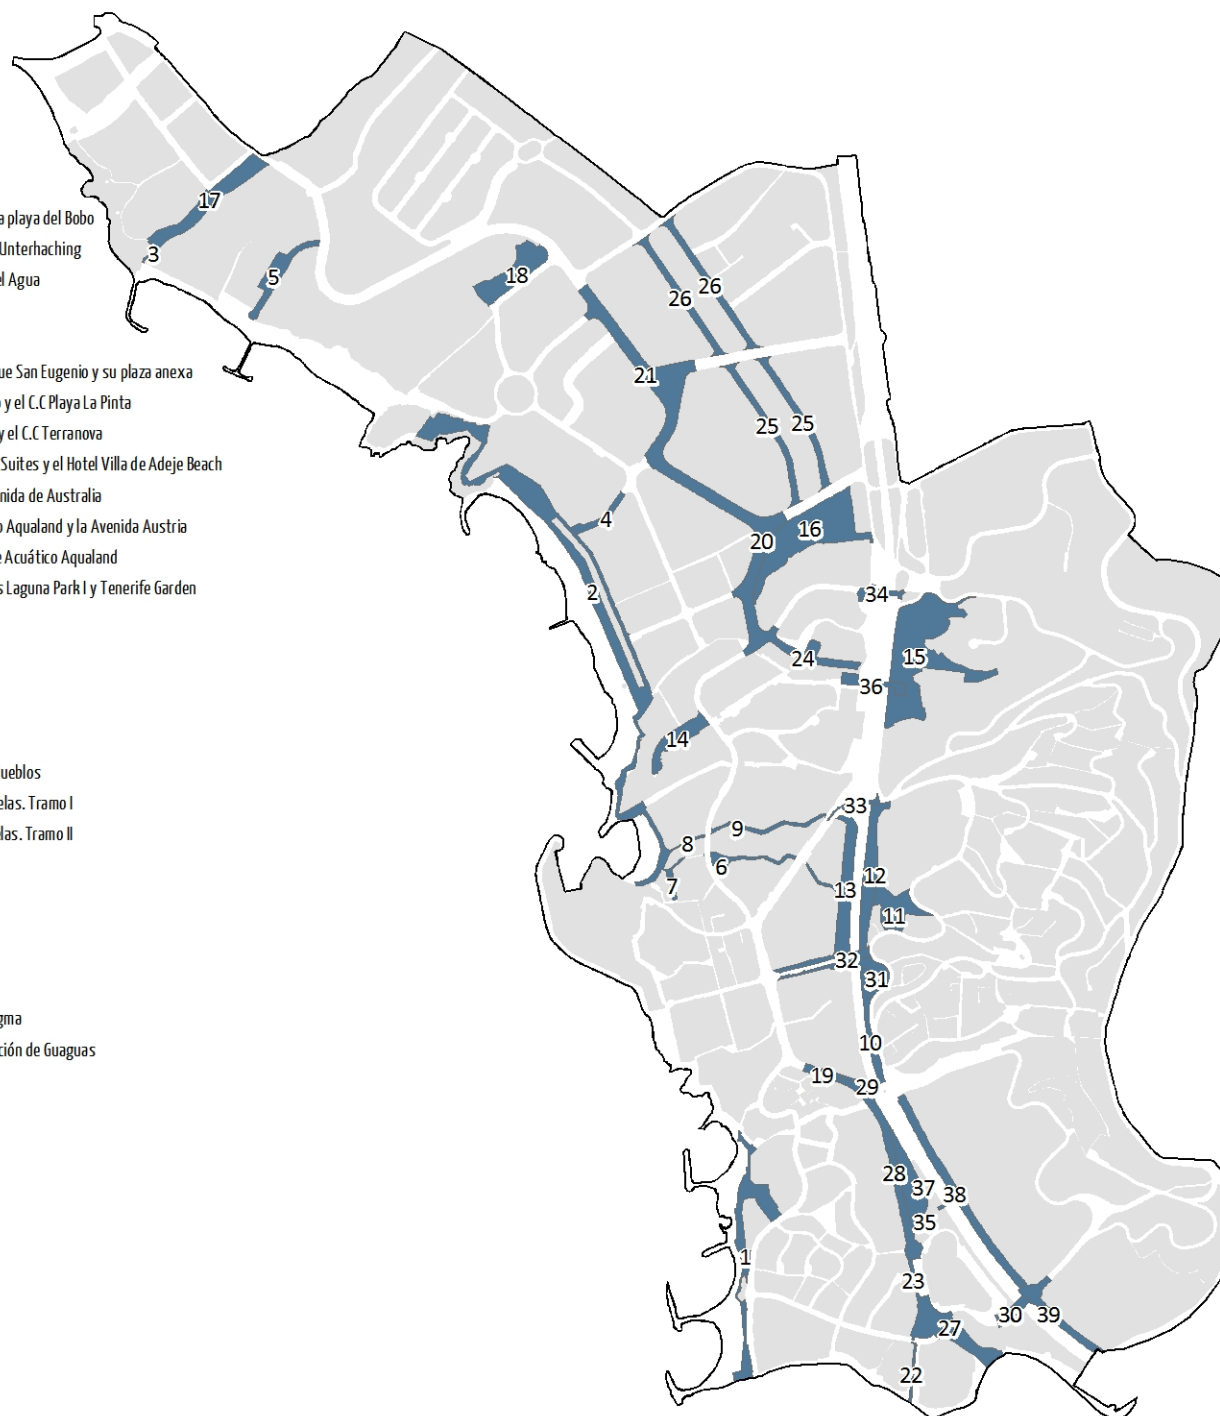 a playa del Bobo
Unterhaching
el Agua
ue San Eugenio y su plaza anexa
o y el C.C Playa La Pinta
y el C.C Terranova
Suites y el Hotel Villa de Adeje Beach
nida de Australia
o Aqualand y la Avenida Austria
e Acuático Aqualand
s Laguna Park I y Tenerife Garden
ueblos
elas. Tramo I
elas. Tramo II
gma
ción de Guaguas
17
3
5
18
26
26
21
25
25
4
16
20
2
34
24
15
36
14
33
9
8
6
7
12
13
11
32
31
10
19
29
28
37
38
35
1
23
30
39
27
22